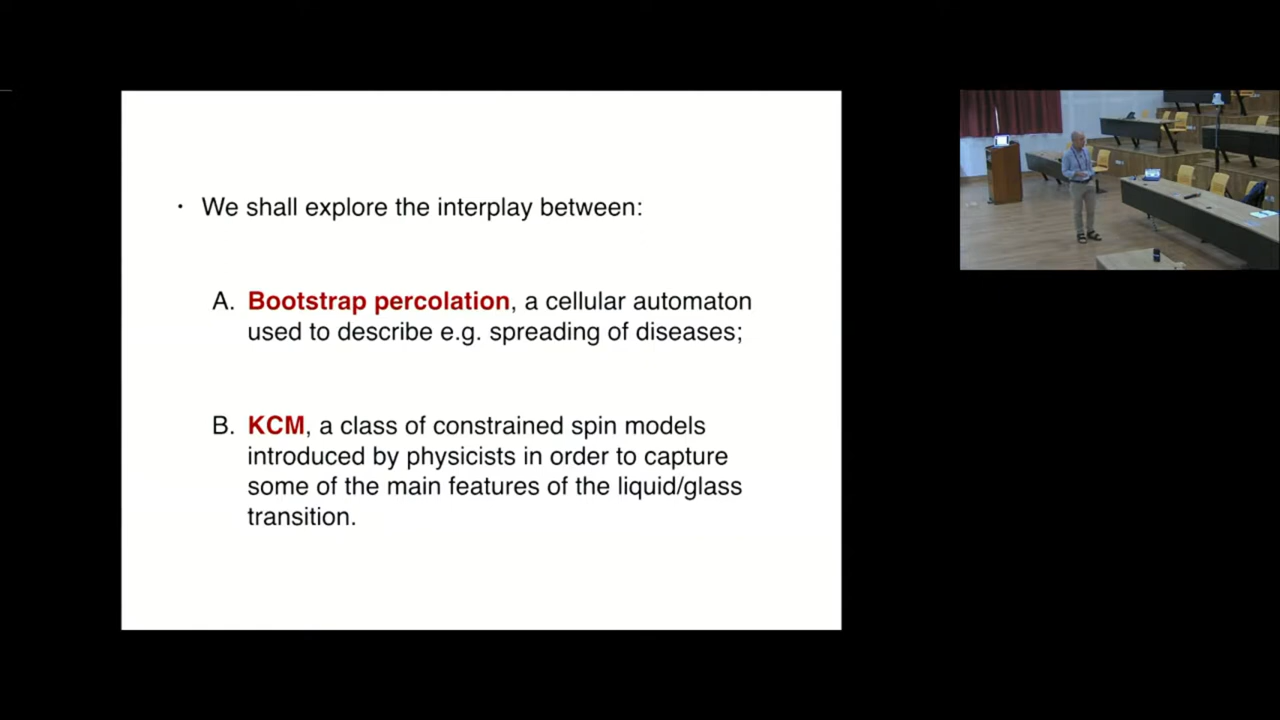 • We shall explore the interplay between:
A. Bootstrap percolation, a cellular automaton
used to describe e.g. spreading of diseases;
B. KCM, a class of constrained spin models
introduced by physicists in order to capture
some of the main features of the liquid/glass
transition.